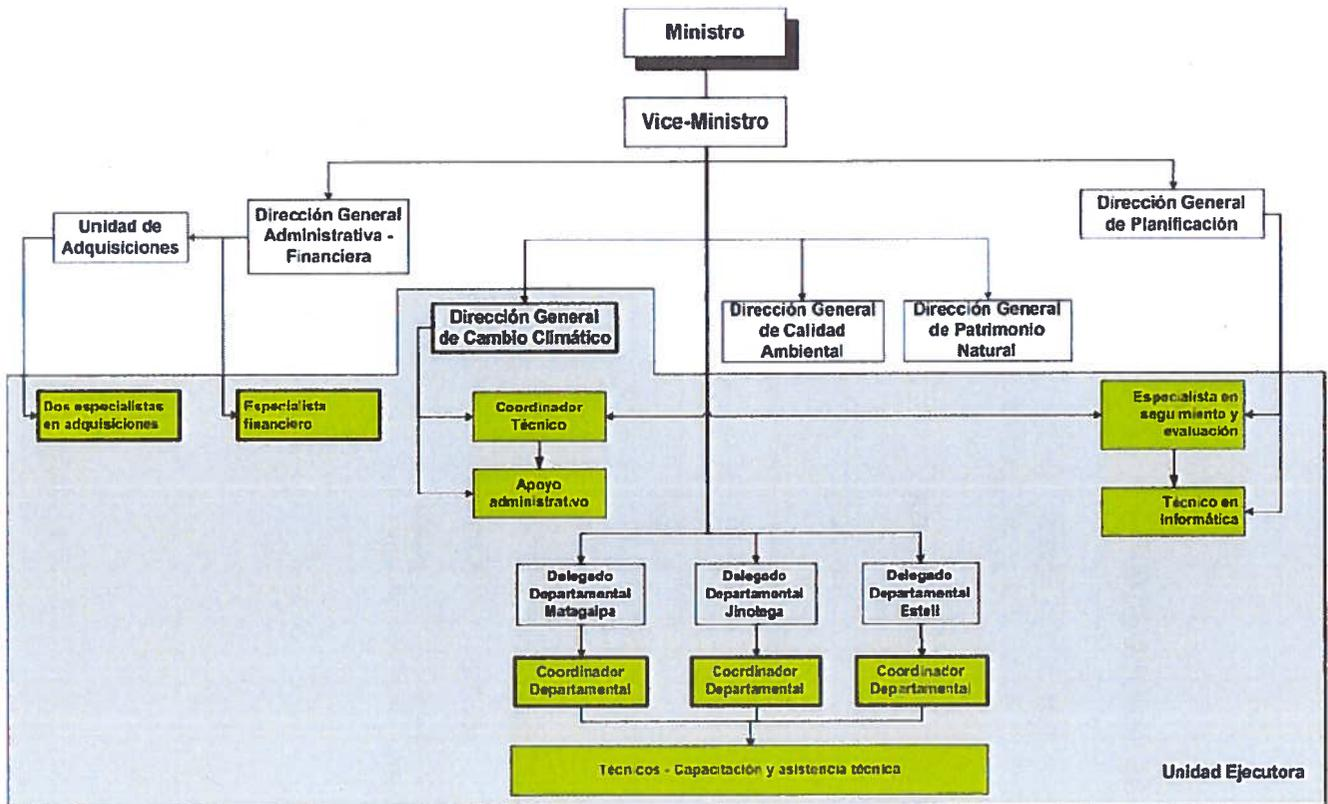 Ministro
Vice-Ministro
Unidad de
Adquisiciones
Dirección General
Administrativa -
Financiera
Dirección General
de Planificación
Dirección General
de Cambio Climático
Dirección General
de Calidad
Ambiental
Dirección General
de Patrimonio
Natural
Dos especialistas
en adquisiciones
Especialista
financiero
Coordinador
Técnico
Especialista en
seguimiento y
evaluación
Apoyo
administrativo
Técnico en
Informática
Delegado
Departamental
Matagalpa
Delegado
Departamental
Jinotega
Delegado
Departamental
Estelí
Coordinador
Departamental
Coordinador
Departamental
Coordinador
Departamental
Técnicos - Capacitación y asistencia técnica
Unidad Ejecutora